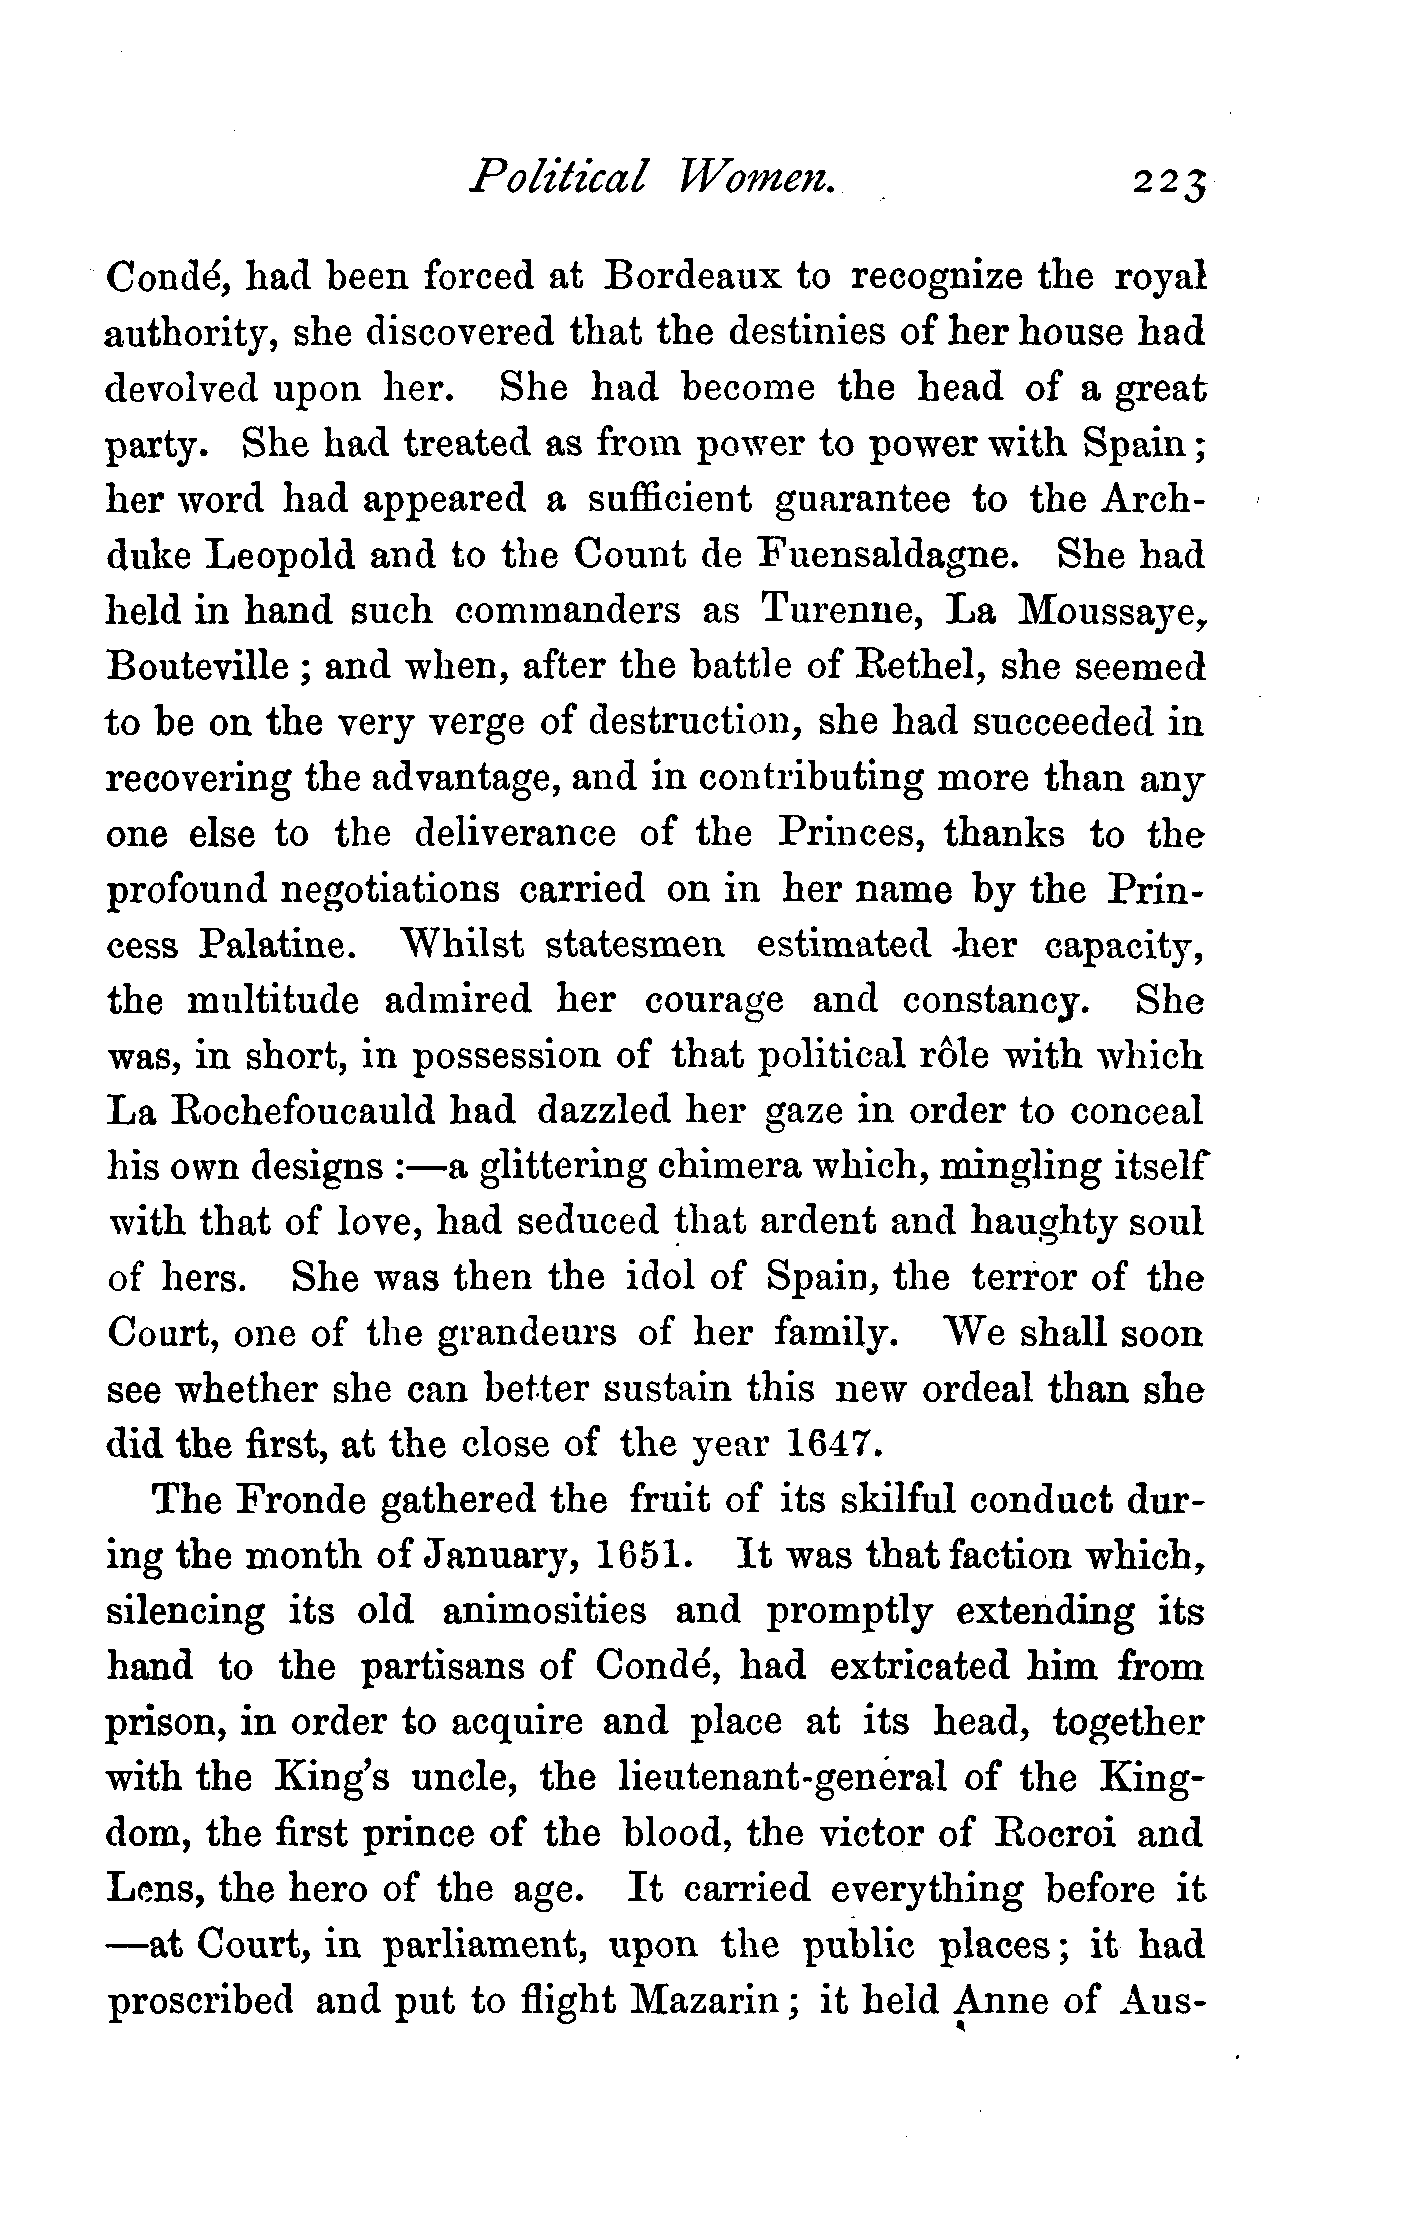 Political Women. 223
Condé, had been forced at Bordeaux to recognize the royal
authority, she discovered that the destinies of her house had
devolved upon her. She had become the head of a great
party. She had treated as from power to power with Spain;
her word had appeared a sufficient guarantee to the Arch-
duke Leopold and to the Count de Fuensaldagne. She had
held in hand such commanders as Turenne, La Moussaye,
Bouteville; and when, after the battle of Rethel, she seemed
to be on the very verge of destruction, she had succeeded in
recovering the advantage, and in contributing more than any
one else to the deliverance of the Princes, thanks to the
profound negotiations carried on in her name by the Prin-
cess Palatine. Whilst statesmen estimated her capacity,
the multitude admired her courage and constancy. She
was, in short, in possession of that political rôle with which
La Rochefoucauld had dazzled her gaze in order to conceal
his own designs :—a glittering chimera which, mingling itself
with that of love, had seduced that ardent and haughty soul
of hers. She was then the idol of Spain, the terror of the
Court, one of the grandeurs of her family. We shall soon
see whether she can better sustain this new ordeal than she
did the first, at the close of the year 1647.
The Fronde gathered the fruit of its skilful conduct dur-
ing the month of January, 1651. It was that faction which,
silencing its old animosities and promptly extending its
hand to the partisans of Condé, had extricated him from
prison, in order to acquire and place at its head, together
with the King's uncle, the lieutenant-general of the King-
dom, the first prince of the blood, the victor of Rocroi and
Lens, the hero of the age. It carried everything before it
—at Court, in parliament, upon the public places; it had
proscribed and put to flight Mazarin; it held Anne of Aus-